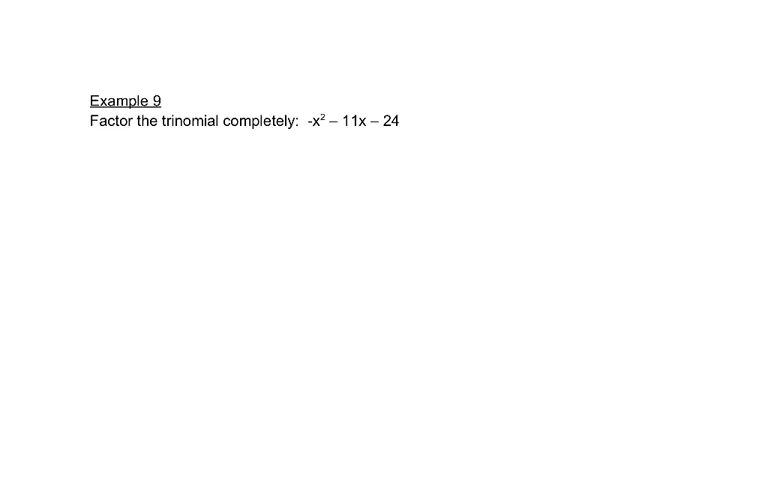 Example 9
Factor the trinomial completely:  -x² – 11x – 24